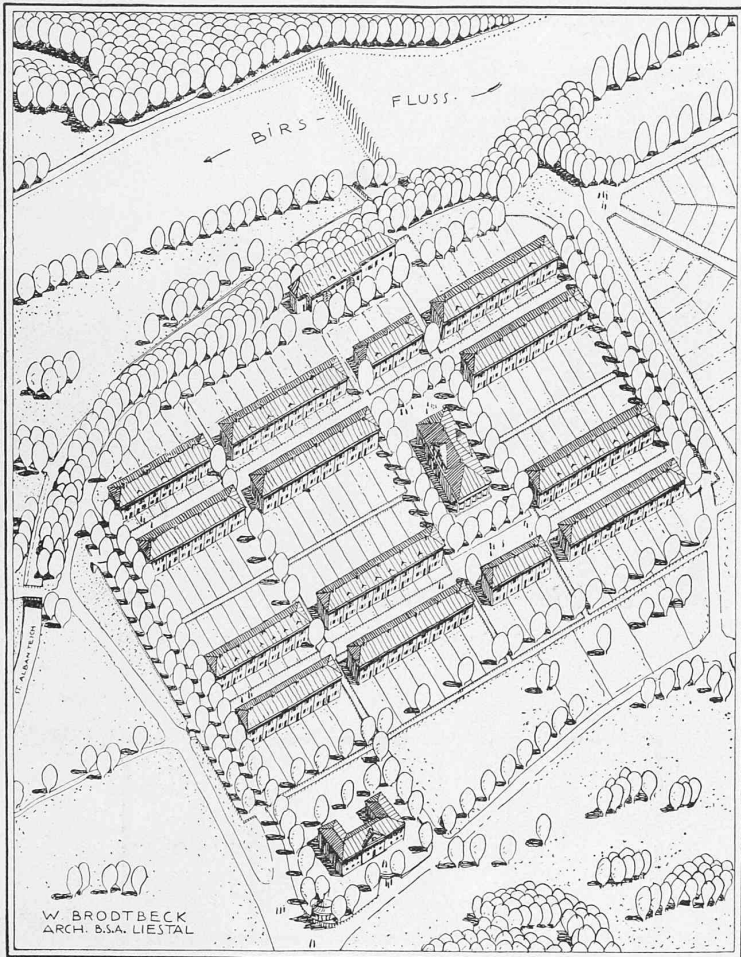 BIRS - FLUSS.
ST. ALBANTEICH
W. BRODTBECK
ARCH. B.S.A. LIESTAL